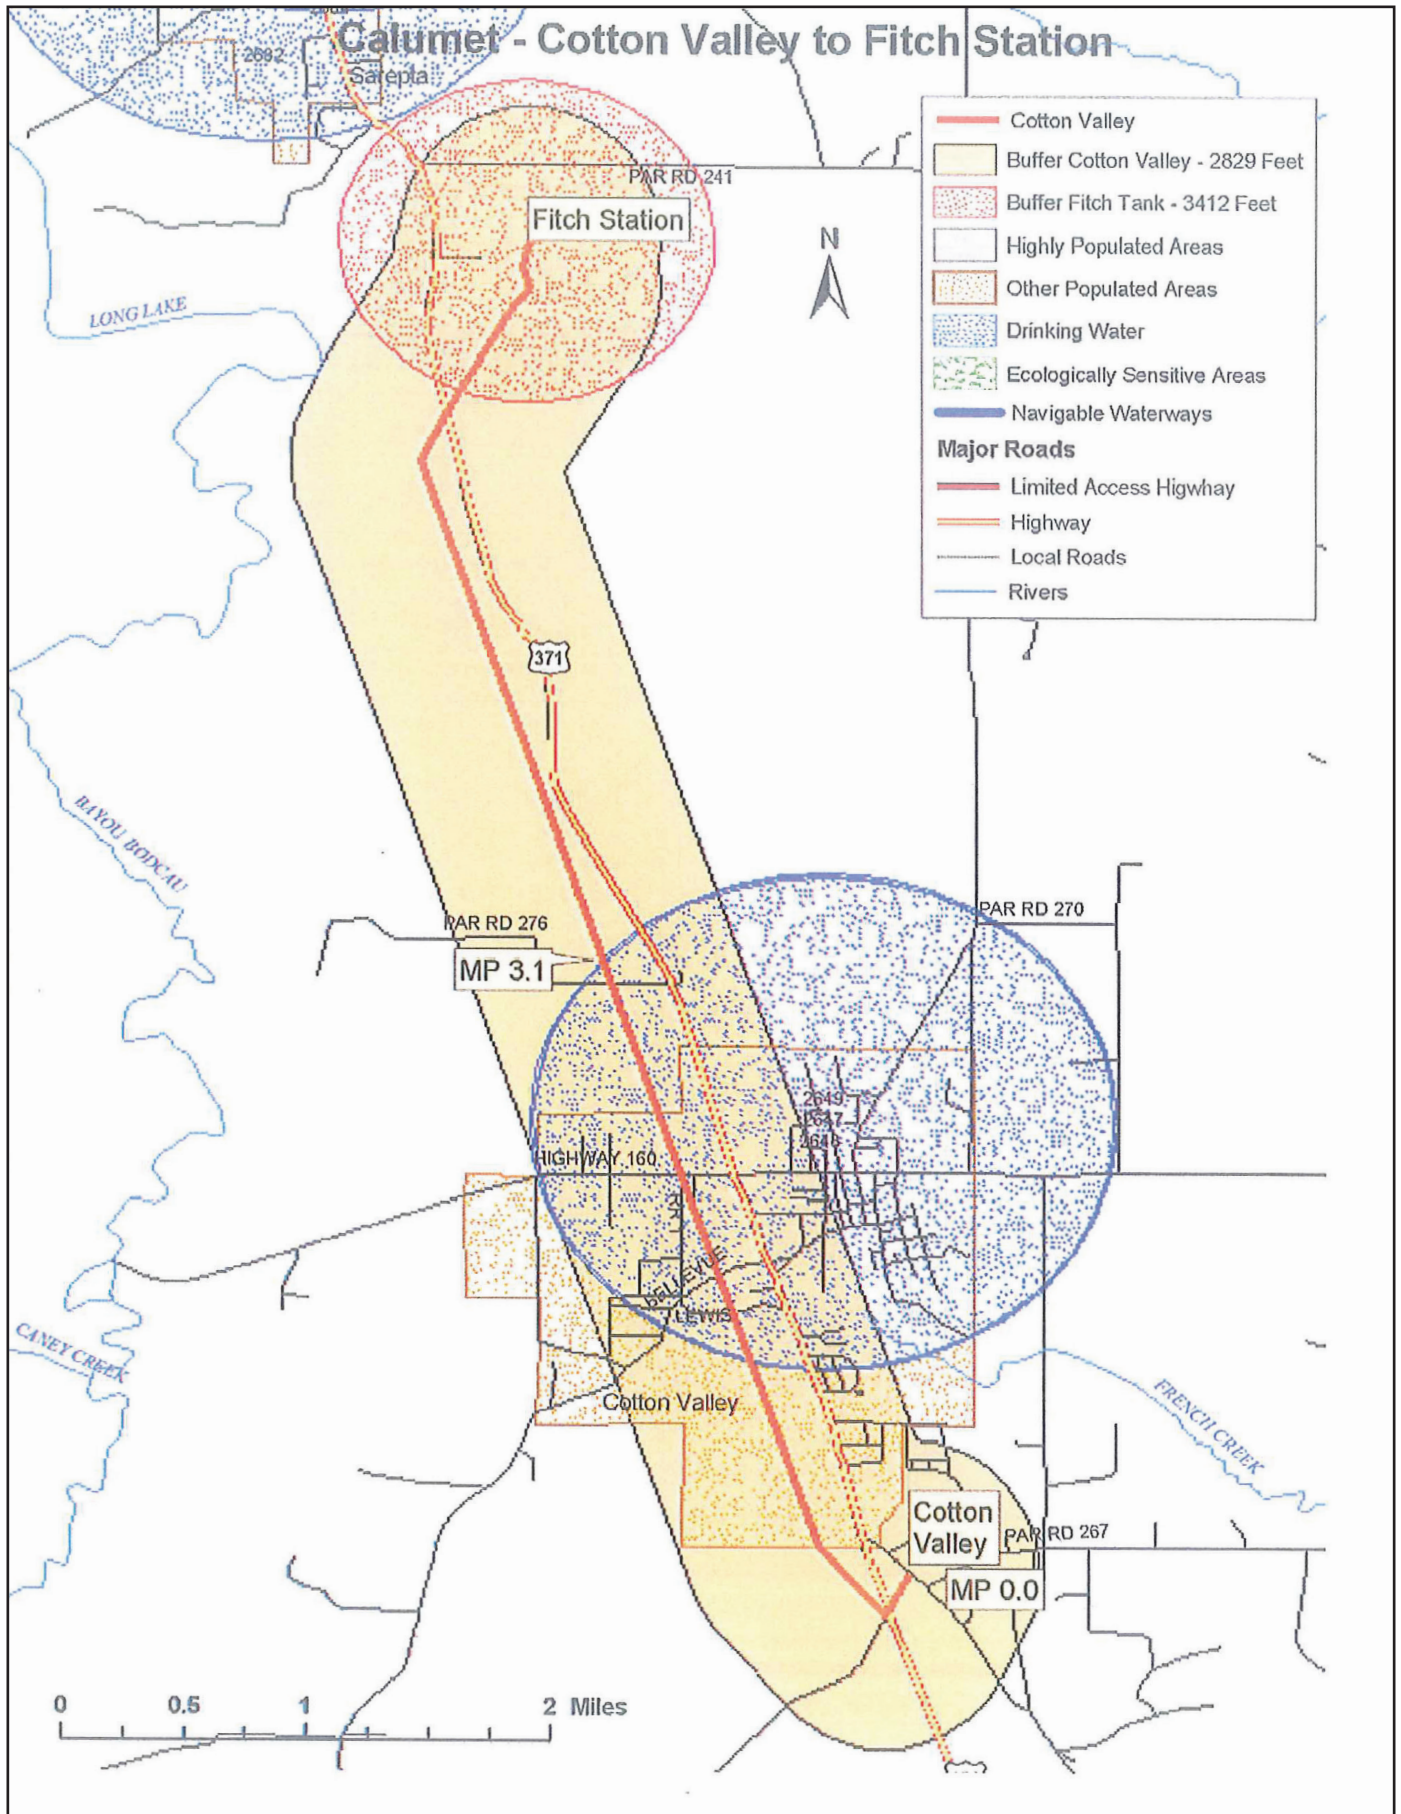 Calumet - Cotton Valley to Fitch Station
2692
Sarepta
Cotton Valley
Buffer Cotton Valley - 2829 Feet
Buffer Fitch Tank - 3412 Feet
Highly Populated Areas
Other Populated Areas
Drinking Water
Ecologically Sensitive Areas
Navigable Waterways
Major Roads
Limited Access Higwhay
Highway
Local Roads
Rivers
PAR RD 241
Fitch Station
N
LONG LAKE
371
BAYOU BODCAU
PAR RD 276
PAR RD 270
MP 3.1
2649
2647
2648
HIGHWAY 160
BELLEVUE
LEWIS
CANEY CREEK
Cotton Valley
FRENCH CREEK
Cotton
Valley
PAR RD 267
MP 0.0
0 0.5 1 2 Miles